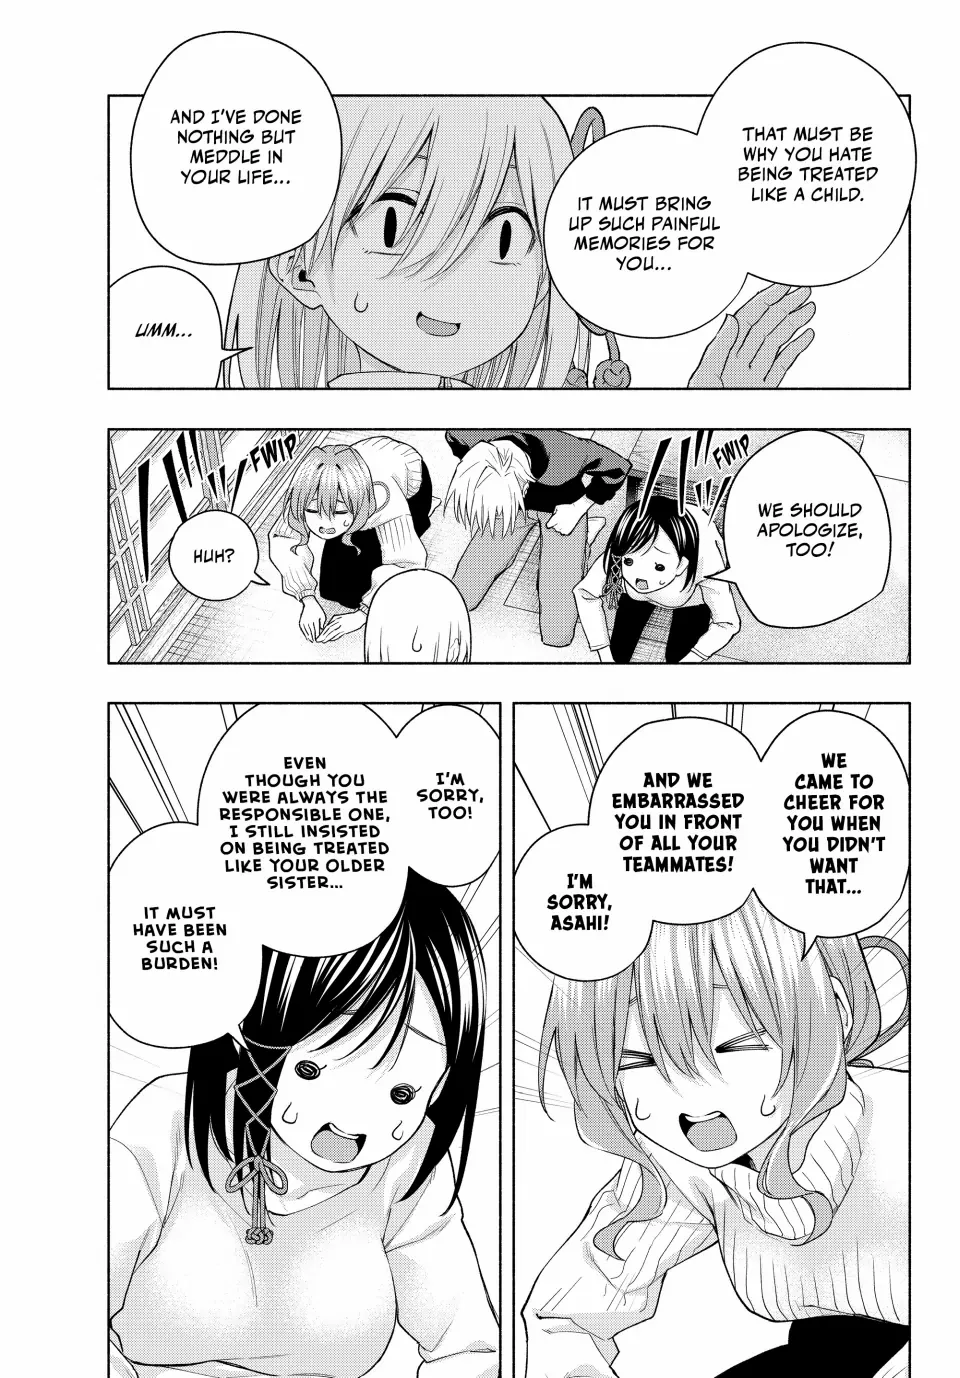 THAT MUST BE
WHY YOU HATE
BEING TREATED
LIKE A CHILD.
IT MUST BRING
UP SUCH PAINFUL
MEMORIES FOR
YOU...
AND I'VE DONE
NOTHING BUT
MEDDLE IN
YOUR LIFE...
UMM...
FWIP
WE SHOULD
APOLOGIZE,
TOO!
FWIP
HUH?
WE
CAME TO
CHEER FOR
YOU WHEN
YOU DIDN'T
WANT
THAT...
AND WE
EMBARRASSED
YOU IN FRONT
OF ALL YOUR
TEAMMATES!
I'M
SORRY,
ASAHI!
I'M
SORRY,
TOO!
EVEN
THOUGH YOU
WERE ALWAYS THE
RESPONSIBLE ONE,
I STILL INSISTED
ON BEING TREATED
LIKE YOUR OLDER
SISTER...
IT MUST
HAVE BEEN
SUCH A
BURDEN!